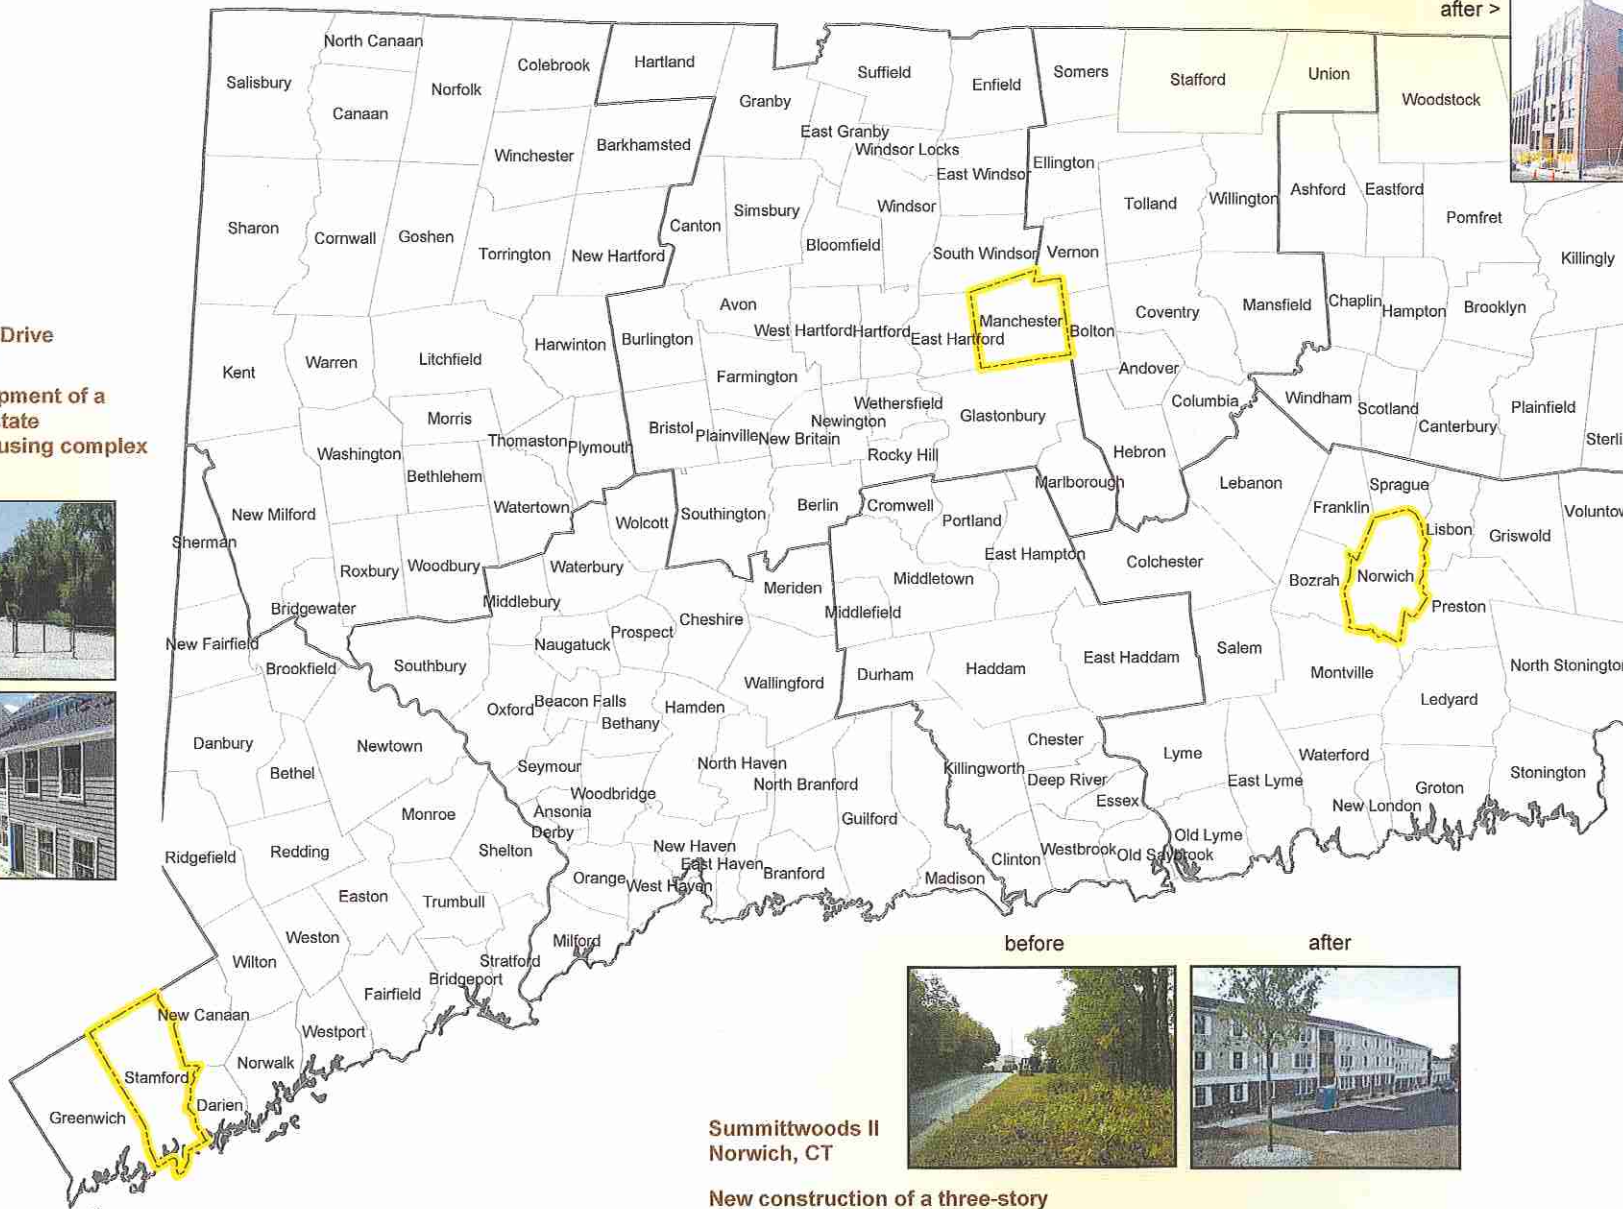 after >
North Canaan
Colebrook
Hartland
Suffield
Enfield
Somers
Stafford
Union
Woodstock
Salisbury
Canaan
Norfolk
Granby
East Granby
Windsor Locks
Winchester
Barkhamsted
East Windsor
Ellington
Ashford
Eastford
Pomfret
Sharon
Cornwall
Goshen
Torrington
New Hartford
Canton
Simsbury
Windsor
Bloomfield
South Windsor
Vernon
Tolland
Willington
Killingly
Drive
Kent
Warren
Litchfield
Harwinton
Burlington
Avon
West Hartford
Hartford
East Hartford
Manchester
Bolton
Coventry
Mansfield
Chaplin
Hampton
Brooklyn
pment of a
tate
using complex
Farmington
Andover
Columbia
Windham
Scotland
Canterbury
Plainfield
Sterli
Washington
Morris
Bethlehem
Thomaston
Plymouth
Bristol
Plainville
New Britain
Newington
Wethersfield
Rocky Hill
Glastonbury
Hebron
Marlborough
Lebanon
Sprague
Franklin
Lisbon
Griswold
Voluntow
New Milford
Sherman
Watertown
Wolcott
Southington
Berlin
Cromwell
Portland
East Hampton
Colchester
Bozrah
Norwich
Preston
Roxbury
Woodbury
Waterbury
Middlebury
Meriden
Middletown
Middlefield
Bridgewater
New Fairfield
Brookfield
Southbury
Naugatuck
Prospect
Cheshire
Wallingford
Durham
Haddam
East Haddam
Salem
Montville
North Stonington
Ledyard
Oxford
Beacon Falls
Bethany
Hamden
Danbury
Bethel
Newtown
Seymour
Woodbridge
North Haven
North Branford
Killingworth
Chester
Deep River
Essex
Lyme
East Lyme
Waterford
New London
Groton
Stonington
Monroe
Ansonia
Derby
Guilford
Ridgefield
Redding
Shelton
New Haven
East Haven
Branford
Madison
Clinton
Westbrook
Old Saybrook
Old Lyme
Easton
Trumbull
Orange
West Haven
Weston
Wilton
Milford
Stratford
Bridgeport
Fairfield
New Canaan
Westport
Norwalk
Stamford
Darien
Greenwich
before
after
Summittwoods II
Norwich, CT
New construction of a three-story